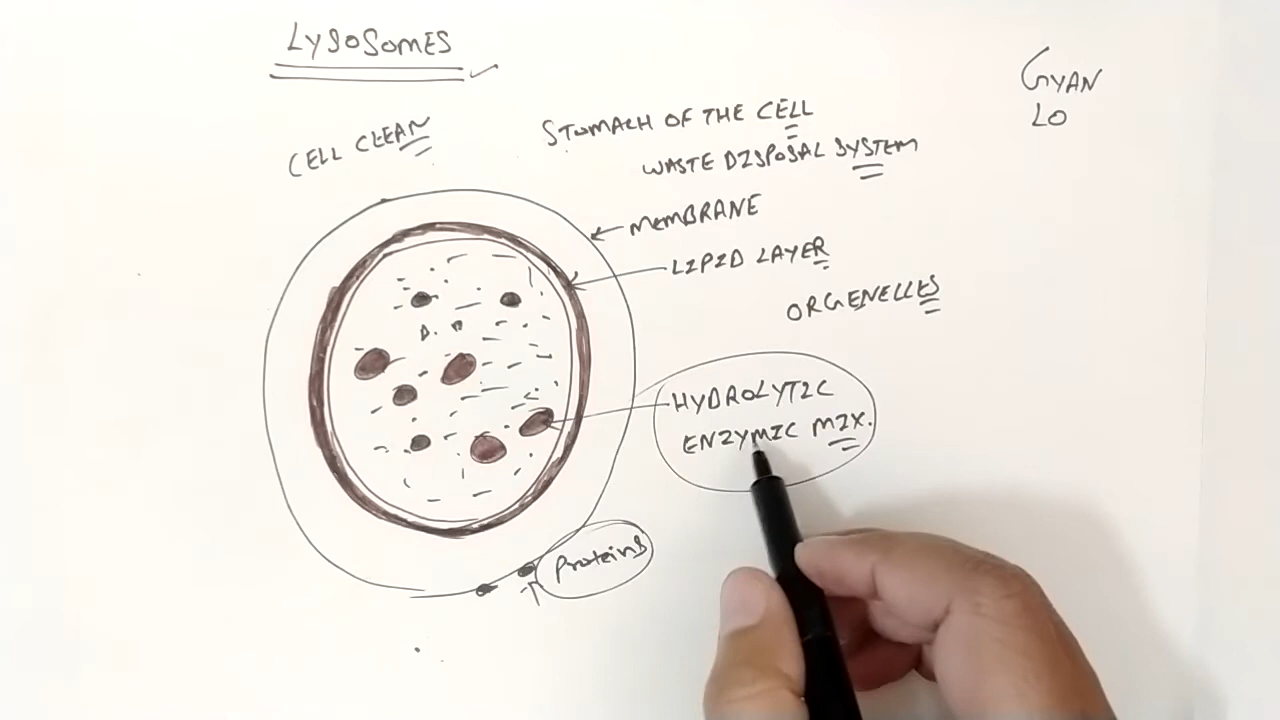 LYSOSOMES
GYAN
LO
CELL CLEAN
STOMACH OF THE CELL
WASTE DISPOSAL SYSTEM
MEMBRANE
LIPID LAYER
ORGENELLES
HYDROLYTIC
ENZYMIC MIX.
Proteins